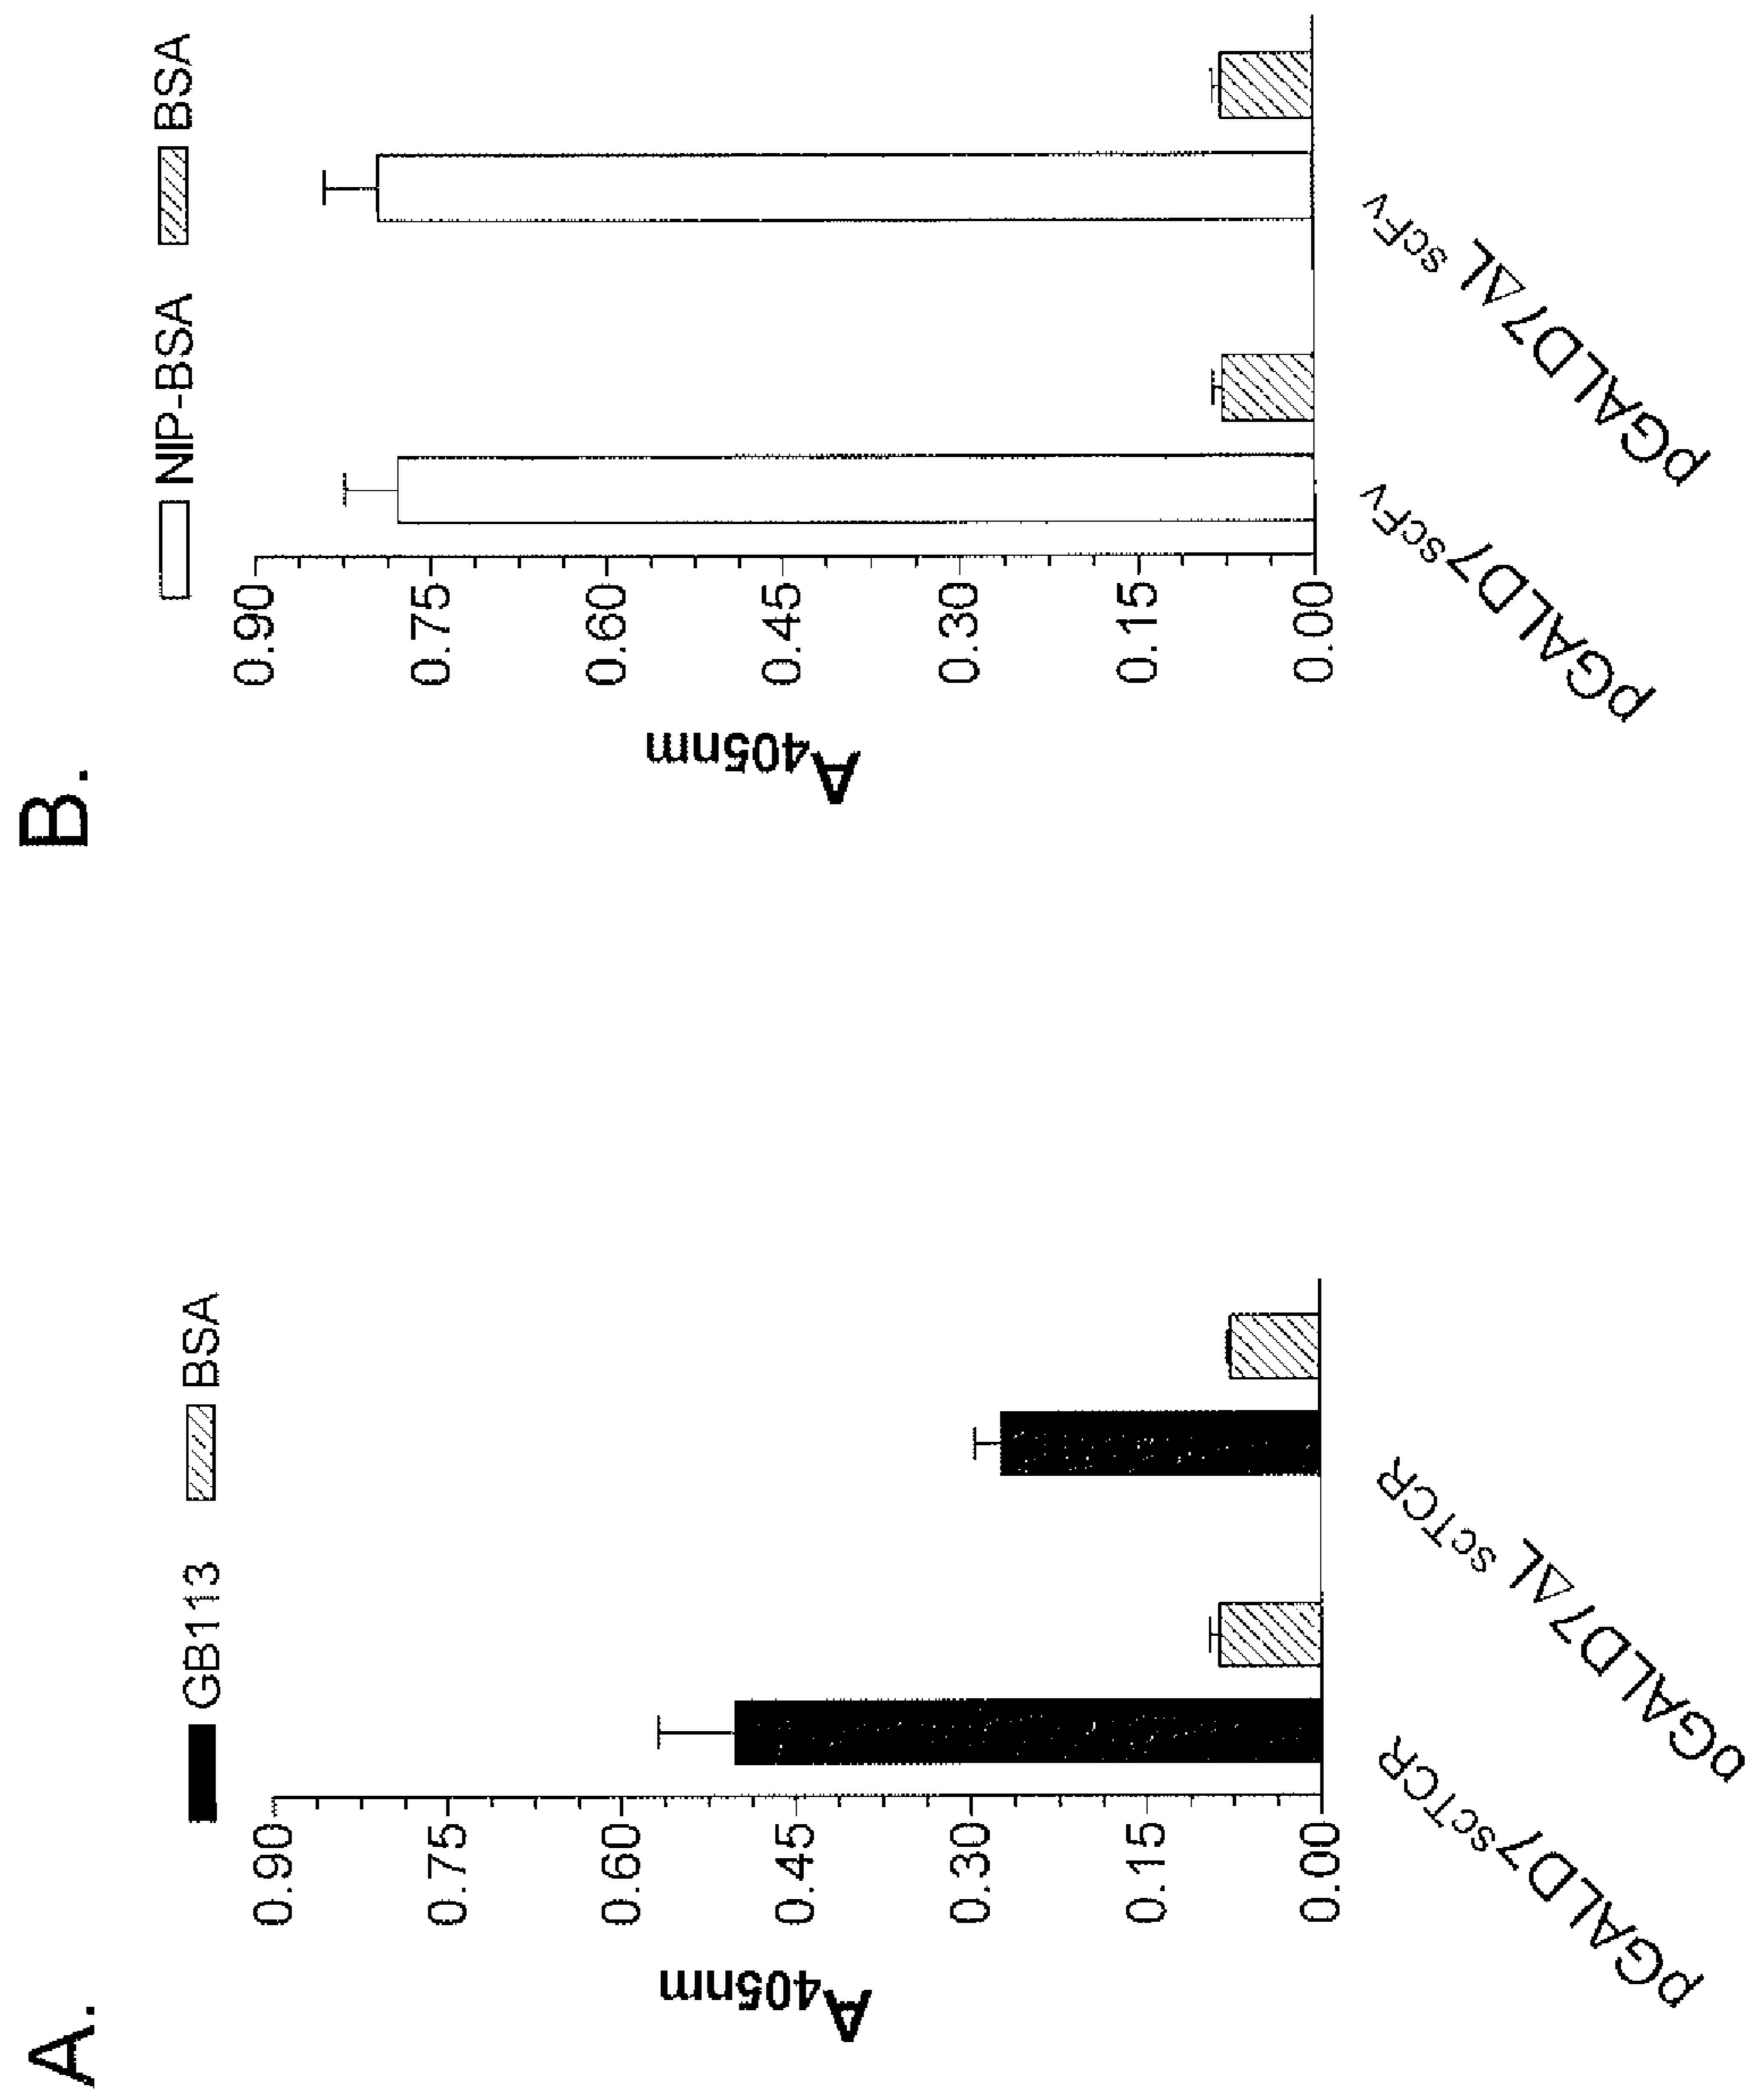 A.
GB113 BSA
A405nm
0.90
0.75
0.60
0.45
0.30
0.15
0.00
pGALD7scTCR
pGALD7ΔL scTCR
B.
NIP-BSA BSA
A405nm
0.90
0.75
0.60
0.45
0.30
0.15
0.00
pGALD7scFv
pGALD7ΔL scFv